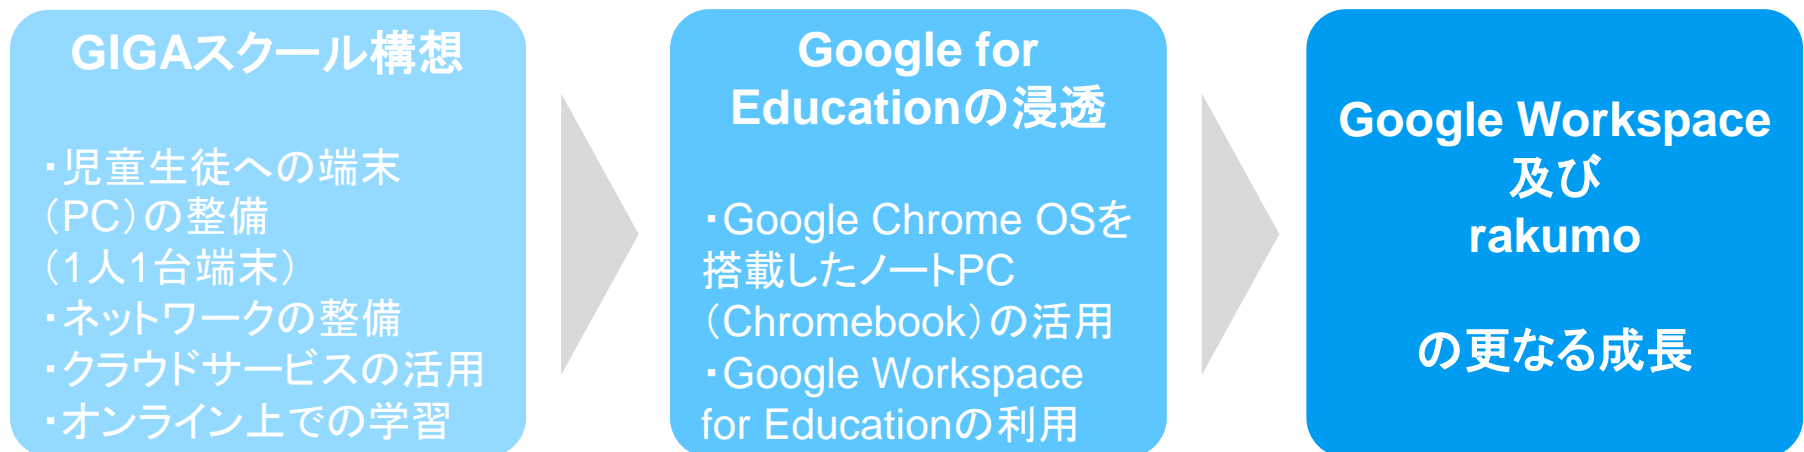 GIGAスクール構想
・児童生徒への端末
（PC）の整備
（1人1台端末）
・ネットワークの整備
・クラウドサービスの活用
・オンライン上での学習
Google for
Educationの浸透
・Google Chrome OSを
搭載したノートPC
（Chromebook）の活用
・Google Workspace
for Educationの利用
Google Workspace
及び
rakumo
の更なる成長